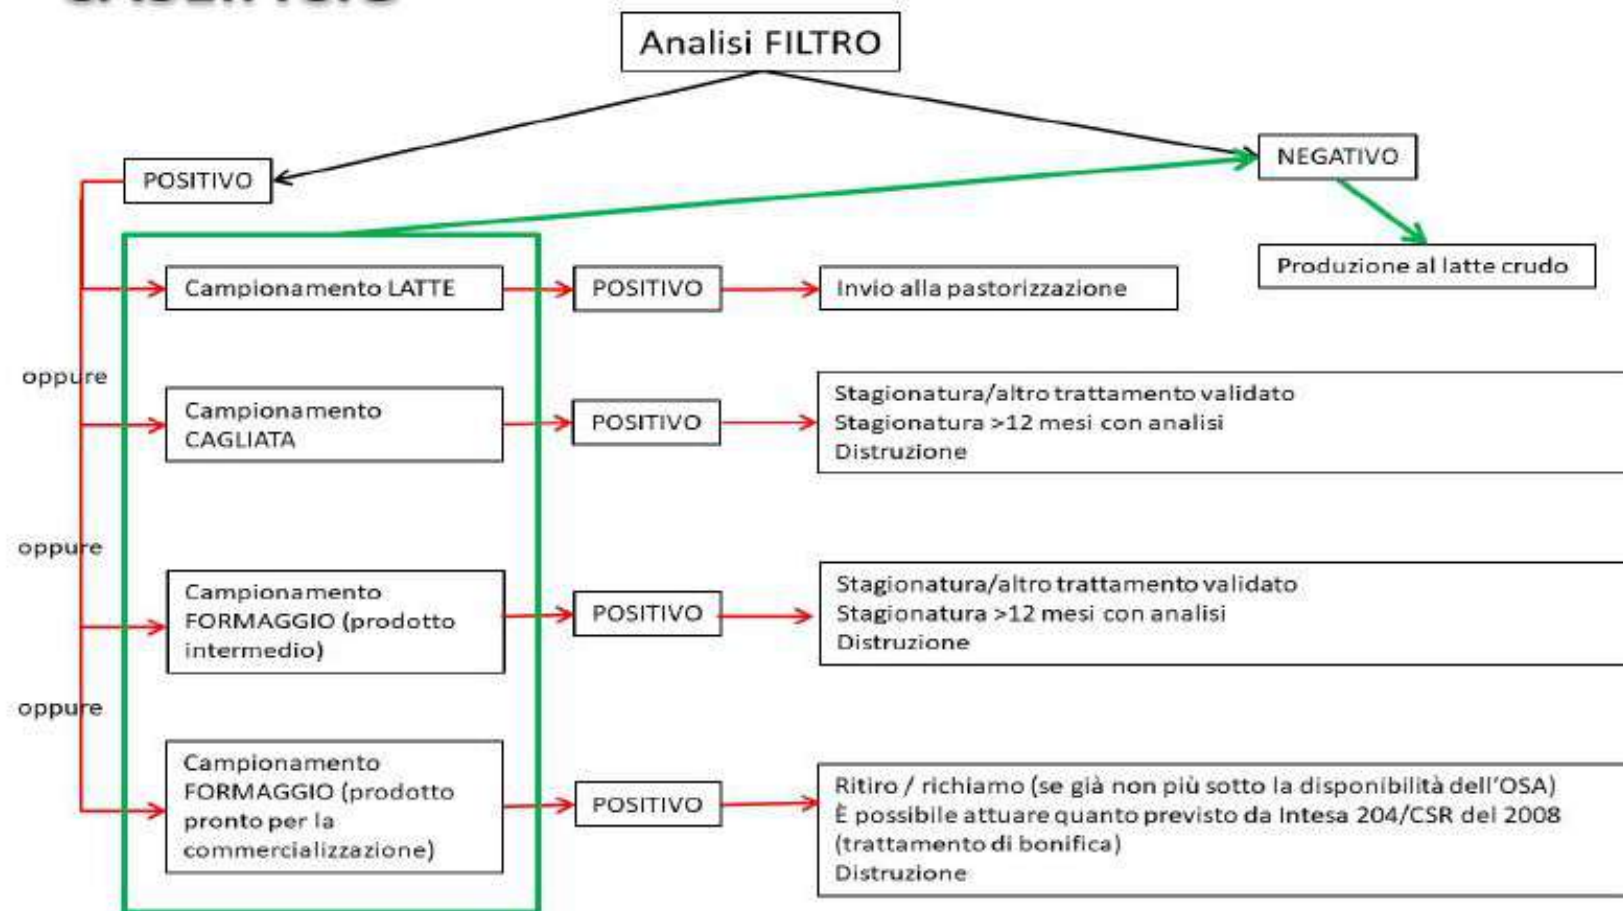 Analisi FILTRO
POSITIVO
NEGATIVO
Produzione al latte crudo
Campionamento LATTE
POSITIVO
Invio alla pastorizzazione
oppure
Campionamento
CAGLIATA
POSITIVO
Stagionatura/altro trattamento validato
Stagionatura >12 mesi con analisi
Distruzione
oppure
Campionamento
FORMAGGIO (prodotto
intermedio)
POSITIVO
Stagionatura/altro trattamento validato
Stagionatura >12 mesi con analisi
Distruzione
oppure
Campionamento
FORMAGGIO (prodotto
pronto per la
commercializzazione)
POSITIVO
Ritiro / richiamo (se già non più sotto la disponibilità dell'OSA)
È possibile attuare quanto previsto da Intesa 204/CSR del 2008
(trattamento di bonifica)
Distruzione